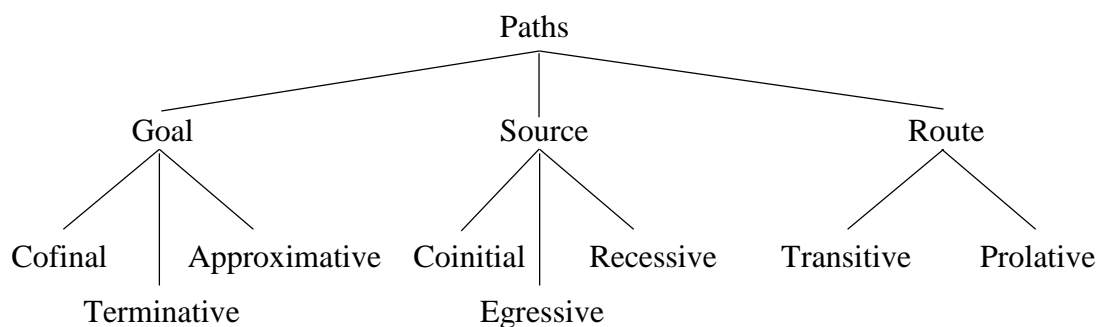 Paths
Goal Source Route
Cofinal Approximative Coinitial Recessive Transitive Prolative
Terminative Egressive